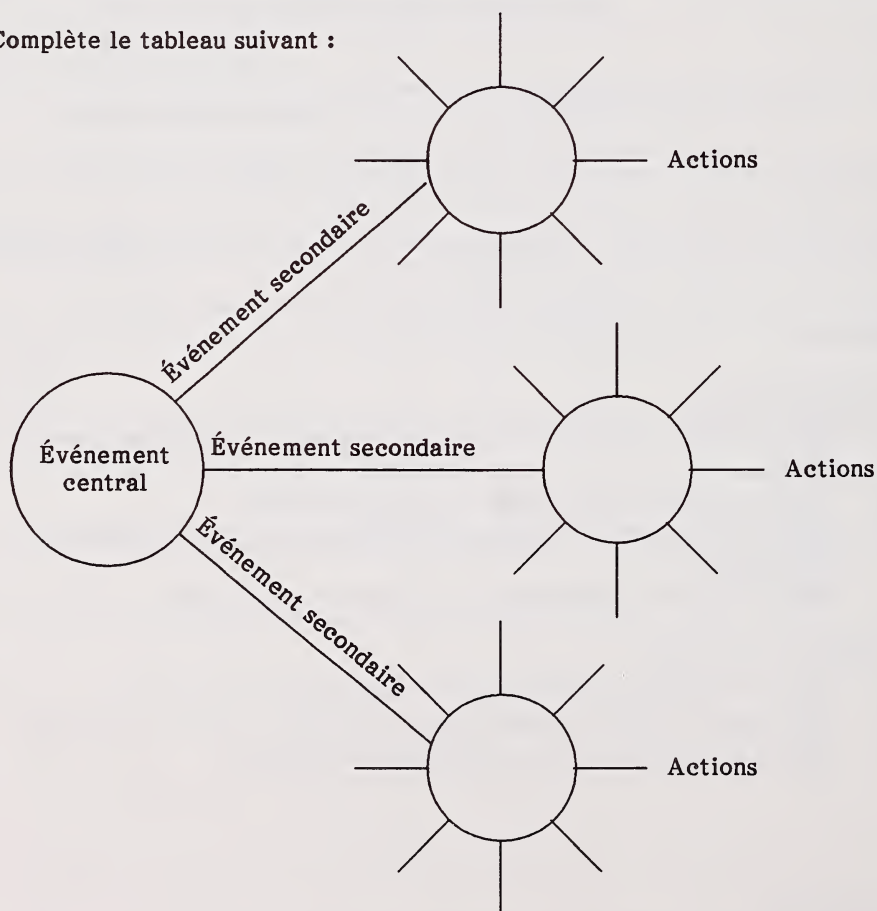 Complète le tableau suivant :
Actions
Événement secondaire
Événement
central
Événement secondaire
Actions
Événement secondaire
Actions